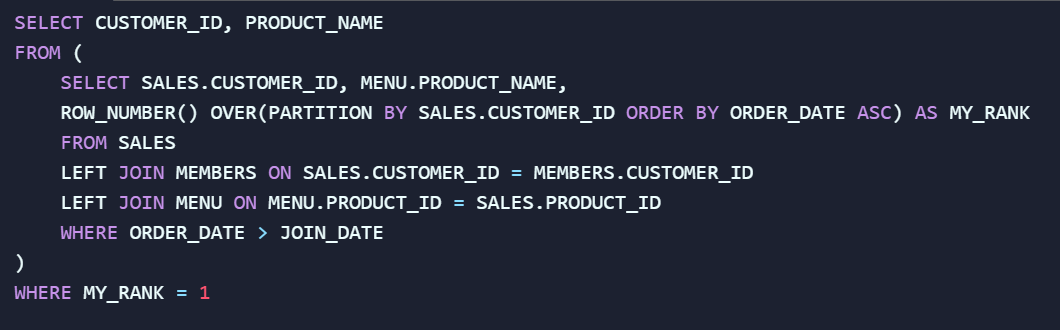 SELECT CUSTOMER_ID, PRODUCT_NAME
FROM (
    SELECT SALES.CUSTOMER_ID, MENU.PRODUCT_NAME,
    ROW_NUMBER() OVER(PARTITION BY SALES.CUSTOMER_ID ORDER BY ORDER_DATE ASC) AS MY_RANK
    FROM SALES
    LEFT JOIN MEMBERS ON SALES.CUSTOMER_ID = MEMBERS.CUSTOMER_ID
    LEFT JOIN MENU ON MENU.PRODUCT_ID = SALES.PRODUCT_ID
    WHERE ORDER_DATE > JOIN_DATE
)
WHERE MY_RANK = 1